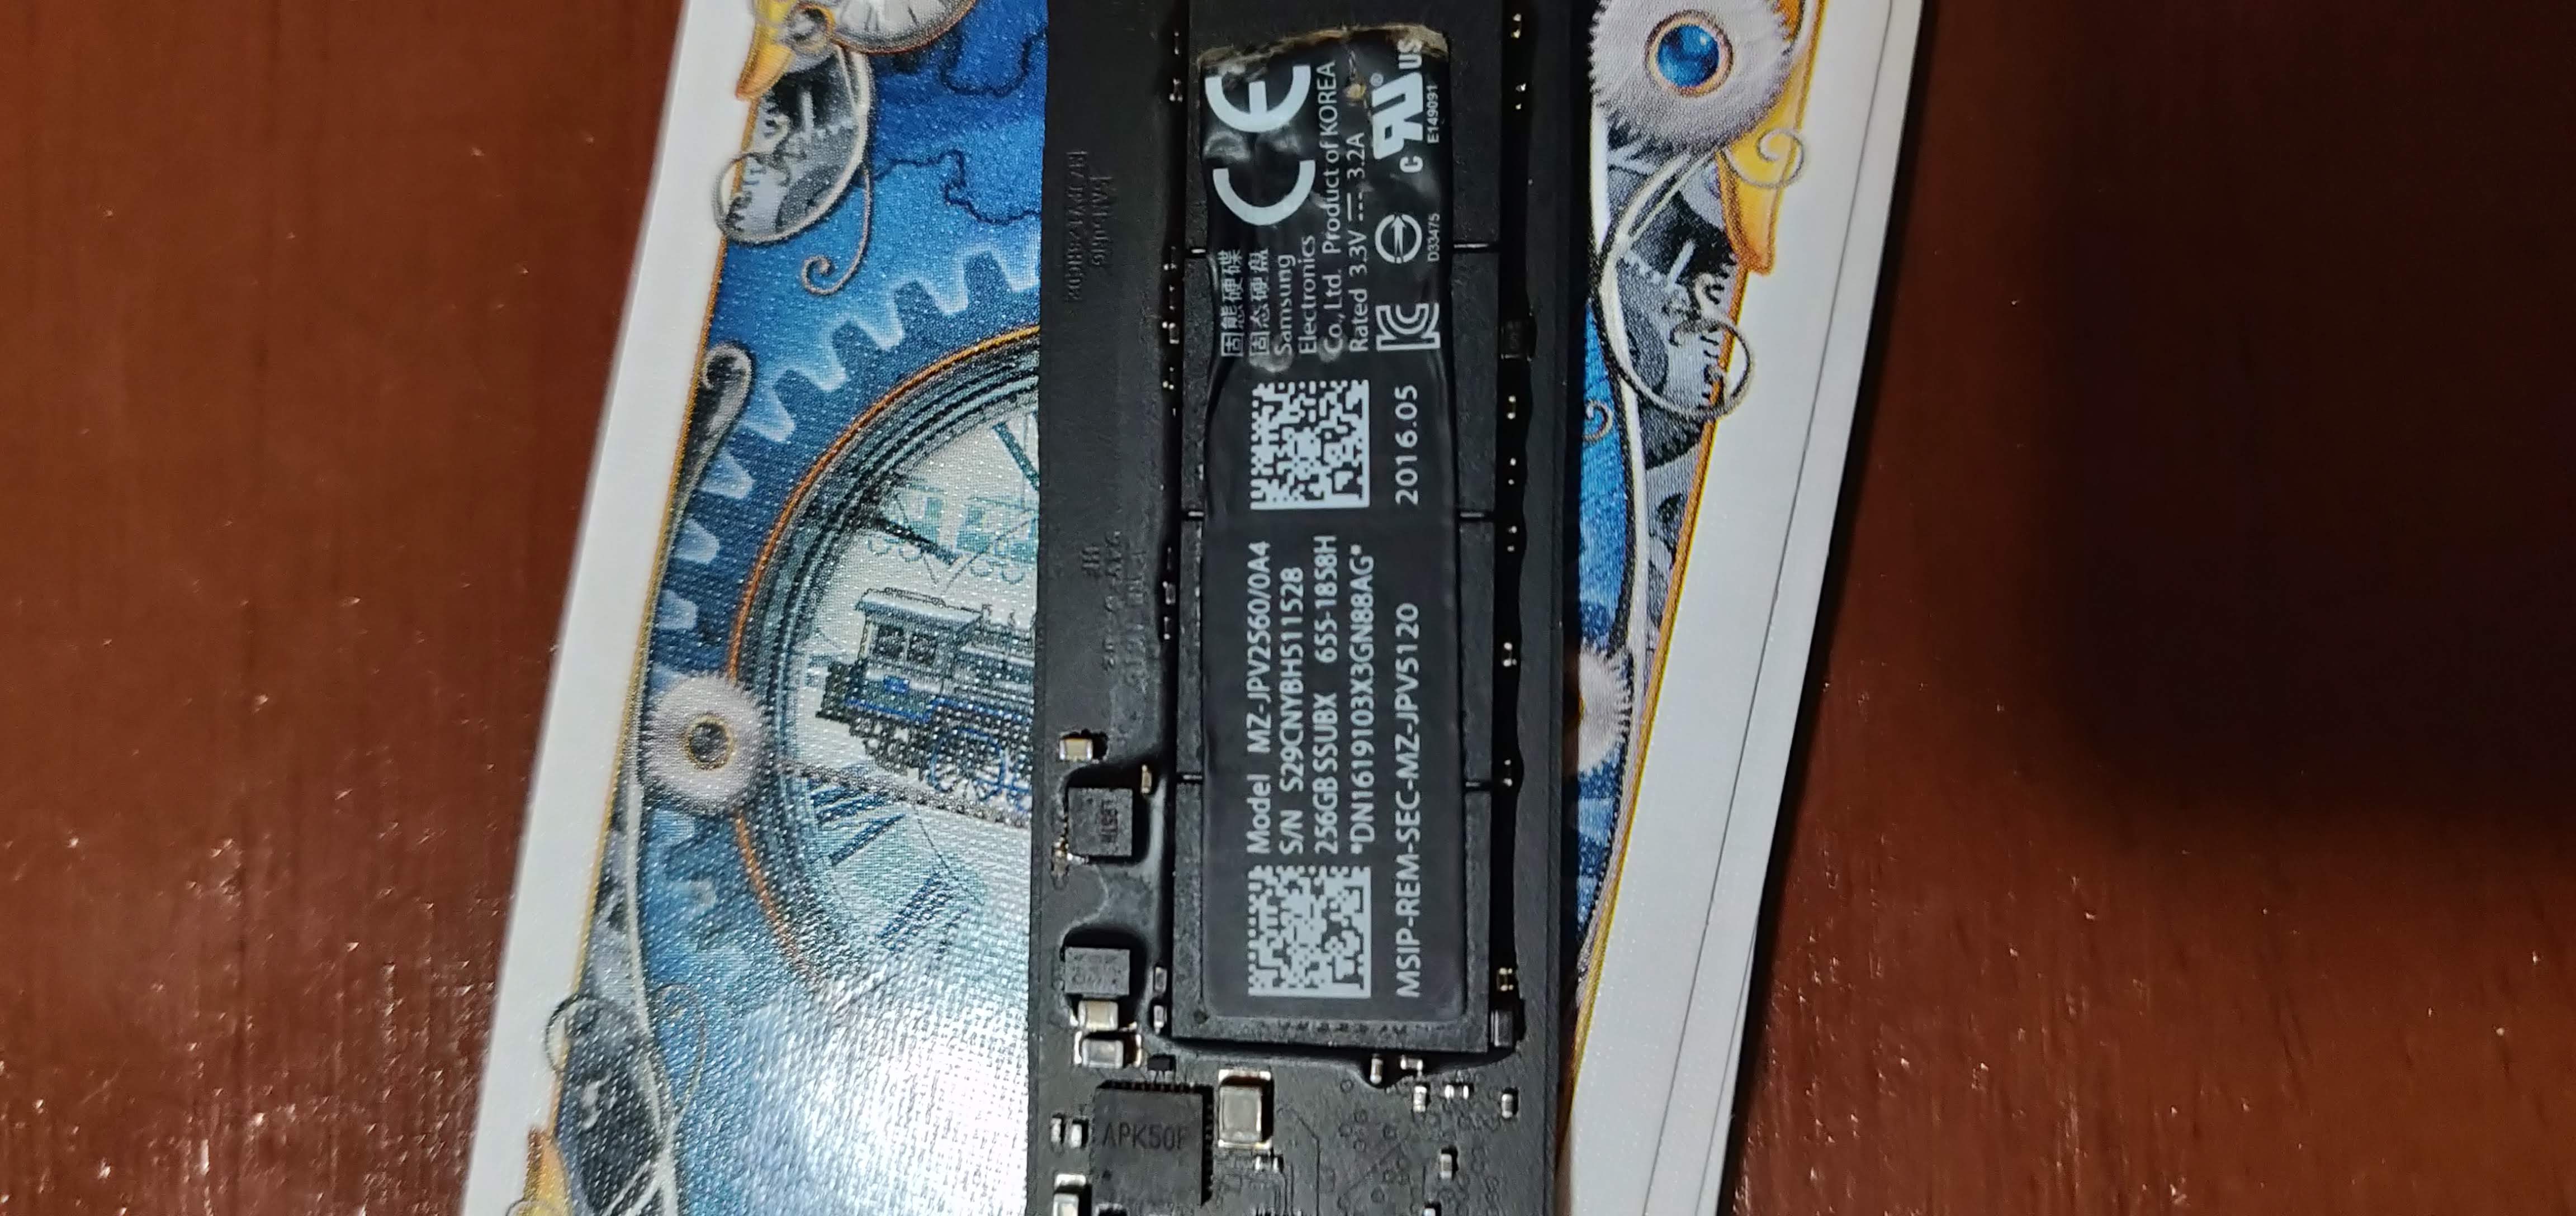 APK50F
Model MZ-JPV2560/0A4
S/N S29CNYBH511528
256GB SSUBX 655-1858H
*DN1619103X3GN88AG*
MSIP-REM-SEC-MZ-JPV5120
2016.05
固態硬碟
固态硬盘
Samsung
Electronics
Co., Ltd. Product of KOREA
Rated 3.3V 3.2A
CE
D33475
C US
E149091